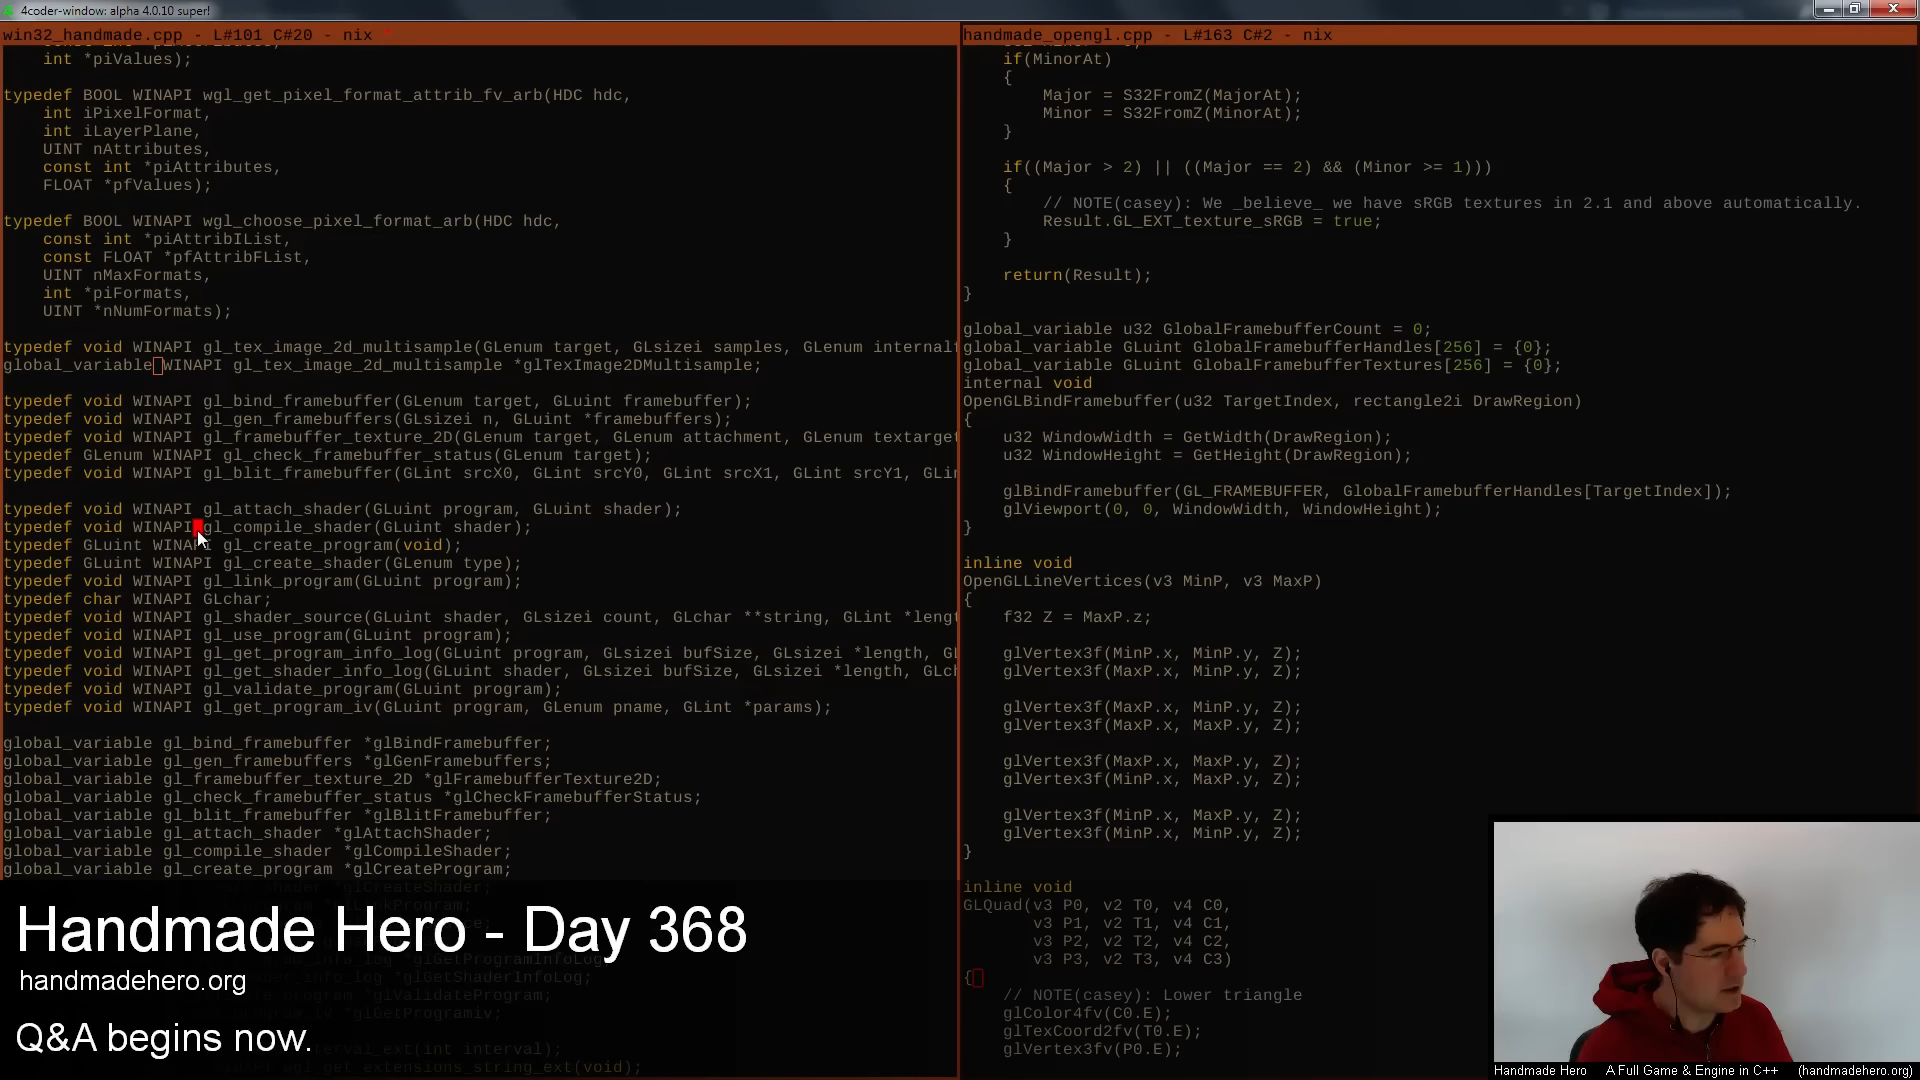 4coder-window: alpha 4.0.10 super!
win32_handmade.cpp - L#101 C#20 - nix *
int *piValues);
typedef BOOL WINAPI wgl_get_pixel_format_attrib_fv_arb(HDC hdc,
int iPixelFormat,
int iLayerPlane,
UINT nAttributes,
const int *piAttributes,
FLOAT *pfValues);
typedef BOOL WINAPI wgl_choose_pixel_format_arb(HDC hdc,
const int *piAttribIList,
const FLOAT *pfAttribFList,
UINT nMaxFormats,
int *piFormats,
UINT *nNumFormats);
typedef void WINAPI gl_tex_image_2d_multisample(GLenum target, GLsizei samples, GLenum internalf
global_variable WINAPI gl_tex_image_2d_multisample *glTexImage2DMultisample;
typedef void WINAPI gl_bind_framebuffer(GLenum target, GLuint framebuffer);
typedef void WINAPI gl_gen_framebuffers(GLsizei n, GLuint *framebuffers);
typedef void WINAPI gl_framebuffer_texture_2D(GLenum target, GLenum attachment, GLenum textarget
typedef GLenum WINAPI gl_check_framebuffer_status(GLenum target);
typedef void WINAPI gl_blit_framebuffer(GLint srcX0, GLint srcY0, GLint srcX1, GLint srcY1, GLin
typedef void WINAPI gl_attach_shader(GLuint program, GLuint shader);
typedef void WINAPI gl_compile_shader(GLuint shader);
typedef GLuint WINAPI gl_create_program(void);
typedef GLuint WINAPI gl_create_shader(GLenum type);
typedef void WINAPI gl_link_program(GLuint program);
typedef char WINAPI GLchar;
typedef void WINAPI gl_shader_source(GLuint shader, GLsizei count, GLchar **string, GLint *lengt
typedef void WINAPI gl_use_program(GLuint program);
typedef void WINAPI gl_get_program_info_log(GLuint program, GLsizei bufSize, GLsizei *length, GL
typedef void WINAPI gl_get_shader_info_log(GLuint shader, GLsizei bufSize, GLsizei *length, GLch
typedef void WINAPI gl_validate_program(GLuint program);
typedef void WINAPI gl_get_program_iv(GLuint program, GLenum pname, GLint *params);
global_variable gl_bind_framebuffer *glBindFramebuffer;
global_variable gl_gen_framebuffers *glGenFramebuffers;
global_variable gl_framebuffer_texture_2D *glFramebufferTexture2D;
global_variable gl_check_framebuffer_status *glCheckFramebufferStatus;
global_variable gl_blit_framebuffer *glBlitFramebuffer;
global_variable gl_attach_shader *glAttachShader;
global_variable gl_compile_shader *glCompileShader;
global_variable gl_create_program *glCreateProgram;
Handmade Hero - Day 368
handmadehero.org
Q&A begins now.
handmade_opengl.cpp - L#163 C#2 - nix
if(MinorAt)
{
Major = S32FromZ(MajorAt);
Minor = S32FromZ(MinorAt);
}
if((Major > 2) || ((Major == 2) && (Minor >= 1)))
{
// NOTE(casey): We _believe_ we have sRGB textures in 2.1 and above automatically.
Result.GL_EXT_texture_sRGB = true;
}
return(Result);
}
global_variable u32 GlobalFramebufferCount = 0;
global_variable GLuint GlobalFramebufferHandles[256] = {0};
global_variable GLuint GlobalFramebufferTextures[256] = {0};
internal void
OpenGLBindFramebuffer(u32 TargetIndex, rectangle2i DrawRegion)
{
u32 WindowWidth = GetWidth(DrawRegion);
u32 WindowHeight = GetHeight(DrawRegion);
glBindFramebuffer(GL_FRAMEBUFFER, GlobalFramebufferHandles[TargetIndex]);
glViewport(0, 0, WindowWidth, WindowHeight);
}
inline void
OpenGLLineVertices(v3 MinP, v3 MaxP)
{
f32 Z = MaxP.z;
glVertex3f(MinP.x, MinP.y, Z);
glVertex3f(MaxP.x, MinP.y, Z);
glVertex3f(MaxP.x, MinP.y, Z);
glVertex3f(MaxP.x, MaxP.y, Z);
glVertex3f(MaxP.x, MaxP.y, Z);
glVertex3f(MinP.x, MaxP.y, Z);
glVertex3f(MinP.x, MaxP.y, Z);
glVertex3f(MinP.x, MinP.y, Z);
}
inline void
GLQuad(v3 P0, v2 T0, v4 C0,
v3 P1, v2 T1, v4 C1,
v3 P2, v2 T2, v4 C2,
v3 P3, v2 T3, v4 C3)
{
// NOTE(casey): Lower triangle
glColor4fv(C0.E);
glTexCoord2fv(T0.E);
glVertex3fv(P0.E);
Handmade Hero A Full Game & Engine in C++ (handmadehero.org)